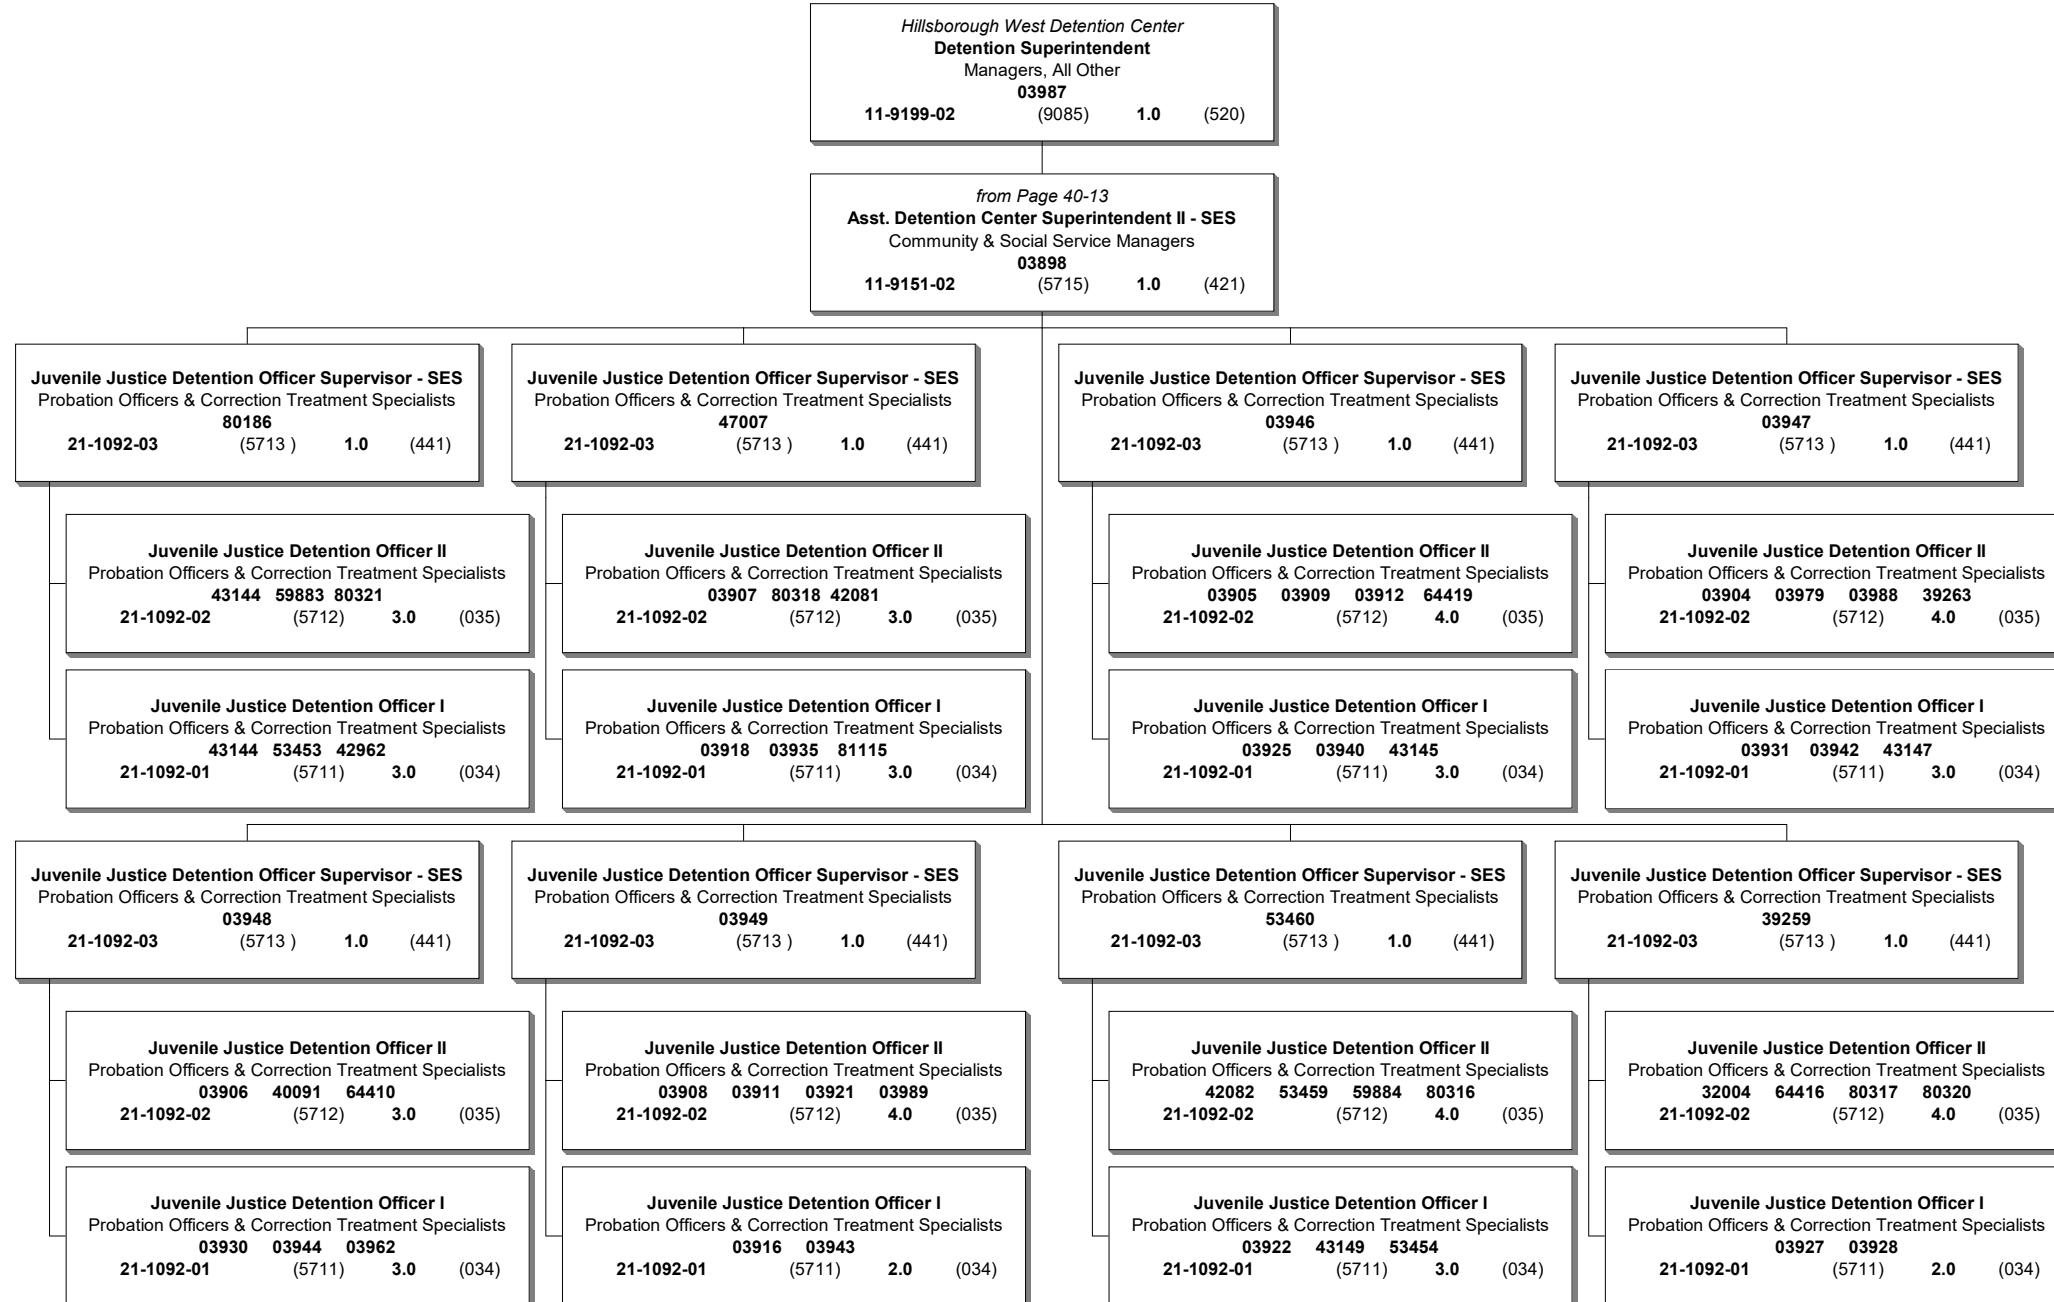 Hillsborough West Detention Center
Detention Superintendent
Managers, All Other
03987
11-9199-02 (9085) 1.0 (520)
from Page 40-13
Asst. Detention Center Superintendent II - SES
Community & Social Service Managers
03898
11-9151-02 (5715) 1.0 (421)
Juvenile Justice Detention Officer Supervisor - SES
Probation Officers & Correction Treatment Specialists
80186
21-1092-03 (5713 ) 1.0 (441)
Juvenile Justice Detention Officer Supervisor - SES
Probation Officers & Correction Treatment Specialists
47007
21-1092-03 (5713 ) 1.0 (441)
Juvenile Justice Detention Officer Supervisor - SES
Probation Officers & Correction Treatment Specialists
03946
21-1092-03 (5713 ) 1.0 (441)
Juvenile Justice Detention Officer Supervisor - SES
Probation Officers & Correction Treatment Specialists
03947
21-1092-03 (5713 ) 1.0 (441)
Juvenile Justice Detention Officer II
Probation Officers & Correction Treatment Specialists
43144 59883 80321
21-1092-02 (5712) 3.0 (035)
Juvenile Justice Detention Officer II
Probation Officers & Correction Treatment Specialists
03907 80318 42081
21-1092-02 (5712) 3.0 (035)
Juvenile Justice Detention Officer II
Probation Officers & Correction Treatment Specialists
03905 03909 03912 64419
21-1092-02 (5712) 4.0 (035)
Juvenile Justice Detention Officer II
Probation Officers & Correction Treatment Specialists
03904 03979 03988 39263
21-1092-02 (5712) 4.0 (035)
Juvenile Justice Detention Officer I
Probation Officers & Correction Treatment Specialists
43144 53453 42962
21-1092-01 (5711) 3.0 (034)
Juvenile Justice Detention Officer I
Probation Officers & Correction Treatment Specialists
03918 03935 81115
21-1092-01 (5711) 3.0 (034)
Juvenile Justice Detention Officer I
Probation Officers & Correction Treatment Specialists
03925 03940 43145
21-1092-01 (5711) 3.0 (034)
Juvenile Justice Detention Officer I
Probation Officers & Correction Treatment Specialists
03931 03942 43147
21-1092-01 (5711) 3.0 (034)
Juvenile Justice Detention Officer Supervisor - SES
Probation Officers & Correction Treatment Specialists
03948
21-1092-03 (5713 ) 1.0 (441)
Juvenile Justice Detention Officer Supervisor - SES
Probation Officers & Correction Treatment Specialists
03949
21-1092-03 (5713 ) 1.0 (441)
Juvenile Justice Detention Officer Supervisor - SES
Probation Officers & Correction Treatment Specialists
53460
21-1092-03 (5713 ) 1.0 (441)
Juvenile Justice Detention Officer Supervisor - SES
Probation Officers & Correction Treatment Specialists
39259
21-1092-03 (5713 ) 1.0 (441)
Juvenile Justice Detention Officer II
Probation Officers & Correction Treatment Specialists
03906 40091 64410
21-1092-02 (5712) 3.0 (035)
Juvenile Justice Detention Officer II
Probation Officers & Correction Treatment Specialists
03908 03911 03921 03989
21-1092-02 (5712) 4.0 (035)
Juvenile Justice Detention Officer II
Probation Officers & Correction Treatment Specialists
42082 53459 59884 80316
21-1092-02 (5712) 4.0 (035)
Juvenile Justice Detention Officer II
Probation Officers & Correction Treatment Specialists
32004 64416 80317 80320
21-1092-02 (5712) 4.0 (035)
Juvenile Justice Detention Officer I
Probation Officers & Correction Treatment Specialists
03930 03944 03962
21-1092-01 (5711) 3.0 (034)
Juvenile Justice Detention Officer I
Probation Officers & Correction Treatment Specialists
03916 03943
21-1092-01 (5711) 2.0 (034)
Juvenile Justice Detention Officer I
Probation Officers & Correction Treatment Specialists
03922 43149 53454
21-1092-01 (5711) 3.0 (034)
Juvenile Justice Detention Officer I
Probation Officers & Correction Treatment Specialists
03927 03928
21-1092-01 (5711) 2.0 (034)